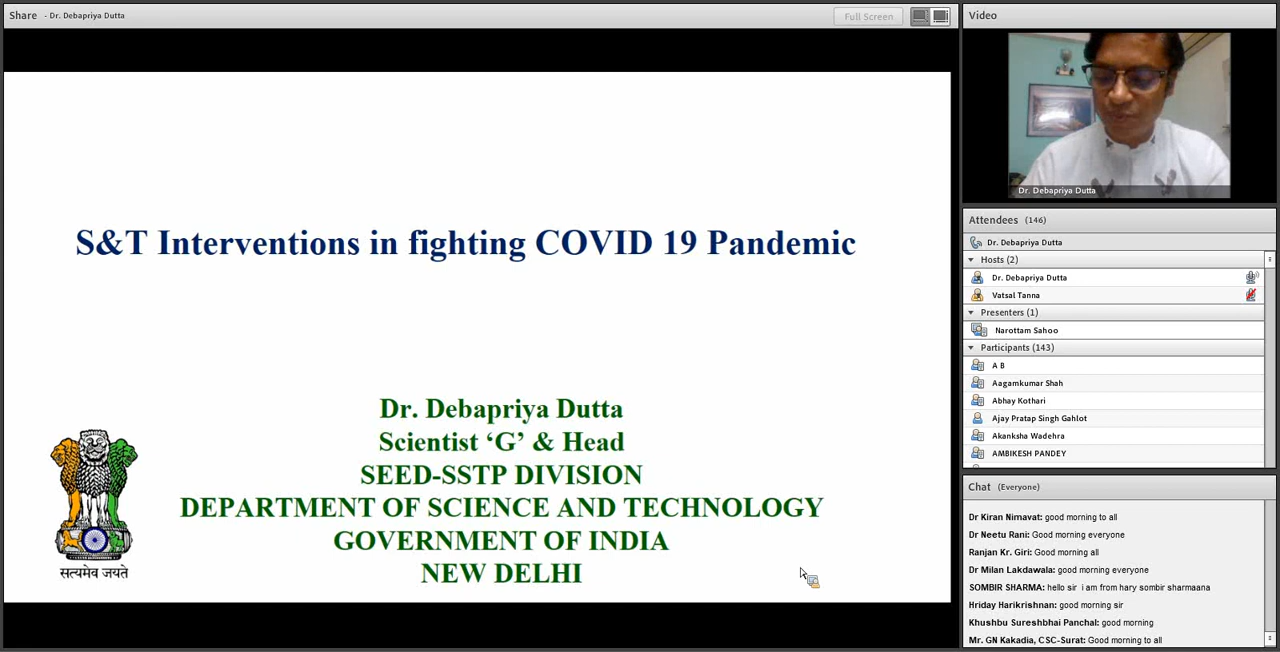 Share - Dr. Debapriya Dutta
Full Screen
S&T Interventions in fighting COVID 19 Pandemic
Dr. Debapriya Dutta
Scientist ‘G’ & Head
SEED-SSTP DIVISION
DEPARTMENT OF SCIENCE AND TECHNOLOGY
GOVERNMENT OF INDIA
NEW DELHI
सत्यमेव जयते
Video
Dr. Debapriya Dutta
Attendees (146)
Dr. Debapriya Dutta
Hosts (2)
Dr. Debapriya Dutta
Vatsal Tanna
Presenters (1)
Narottam Sahoo
Participants (143)
A B
Aagamkumar Shah
Abhay Kothari
Ajay Pratap Singh Gahlot
Akanksha Wadehra
AMBIKESH PANDEY
Chat (Everyone)
Dr Kiran Nimavat: good morning to all
Dr Neetu Rani: Good morning everyone
Ranjan Kr. Giri: Good morning all
Dr Milan Lakdawala: good morning everyone
SOMBIR SHARMA: hello sir i am from hary sombir sharmaana
Hriday Harikrishnan: good morning sir
Khushbu Sureshbhai Panchal: good morning
Mr. GN Kakadia, CSC-Surat: Good morning to all